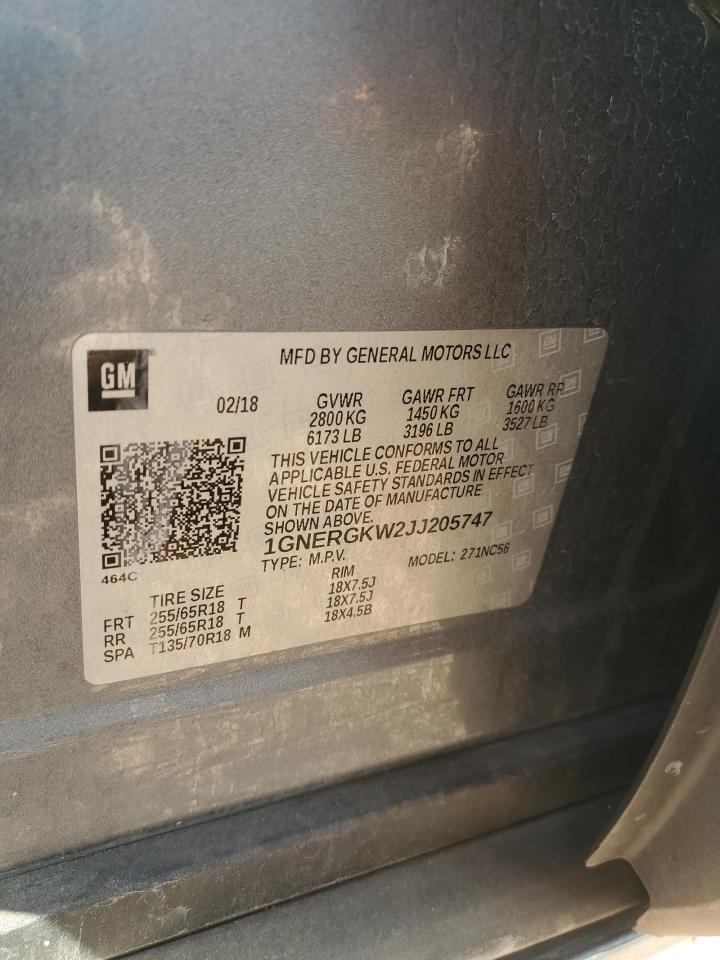 GM
MFD BY GENERAL MOTORS LLC
02/18
GVWR
2800 KG
6173 LB
GAWR FRT
1450 KG
3196 LB
GAWR RR
1600 KG
3527 LB
THIS VEHICLE CONFORMS TO ALL
APPLICABLE U.S. FEDERAL MOTOR
VEHICLE SAFETY STANDARDS IN EFFECT
ON THE DATE OF MANUFACTURE
SHOWN ABOVE.
1GNERGKW2JJ205747
TYPE: M.P.V. MODEL: 271NC56
464C
TIRE SIZE RIM
FRT 255/65R18 T 18X7.5J
RR 255/65R18 T 18X7.5J
SPA T135/70R18 M 18X4.5B